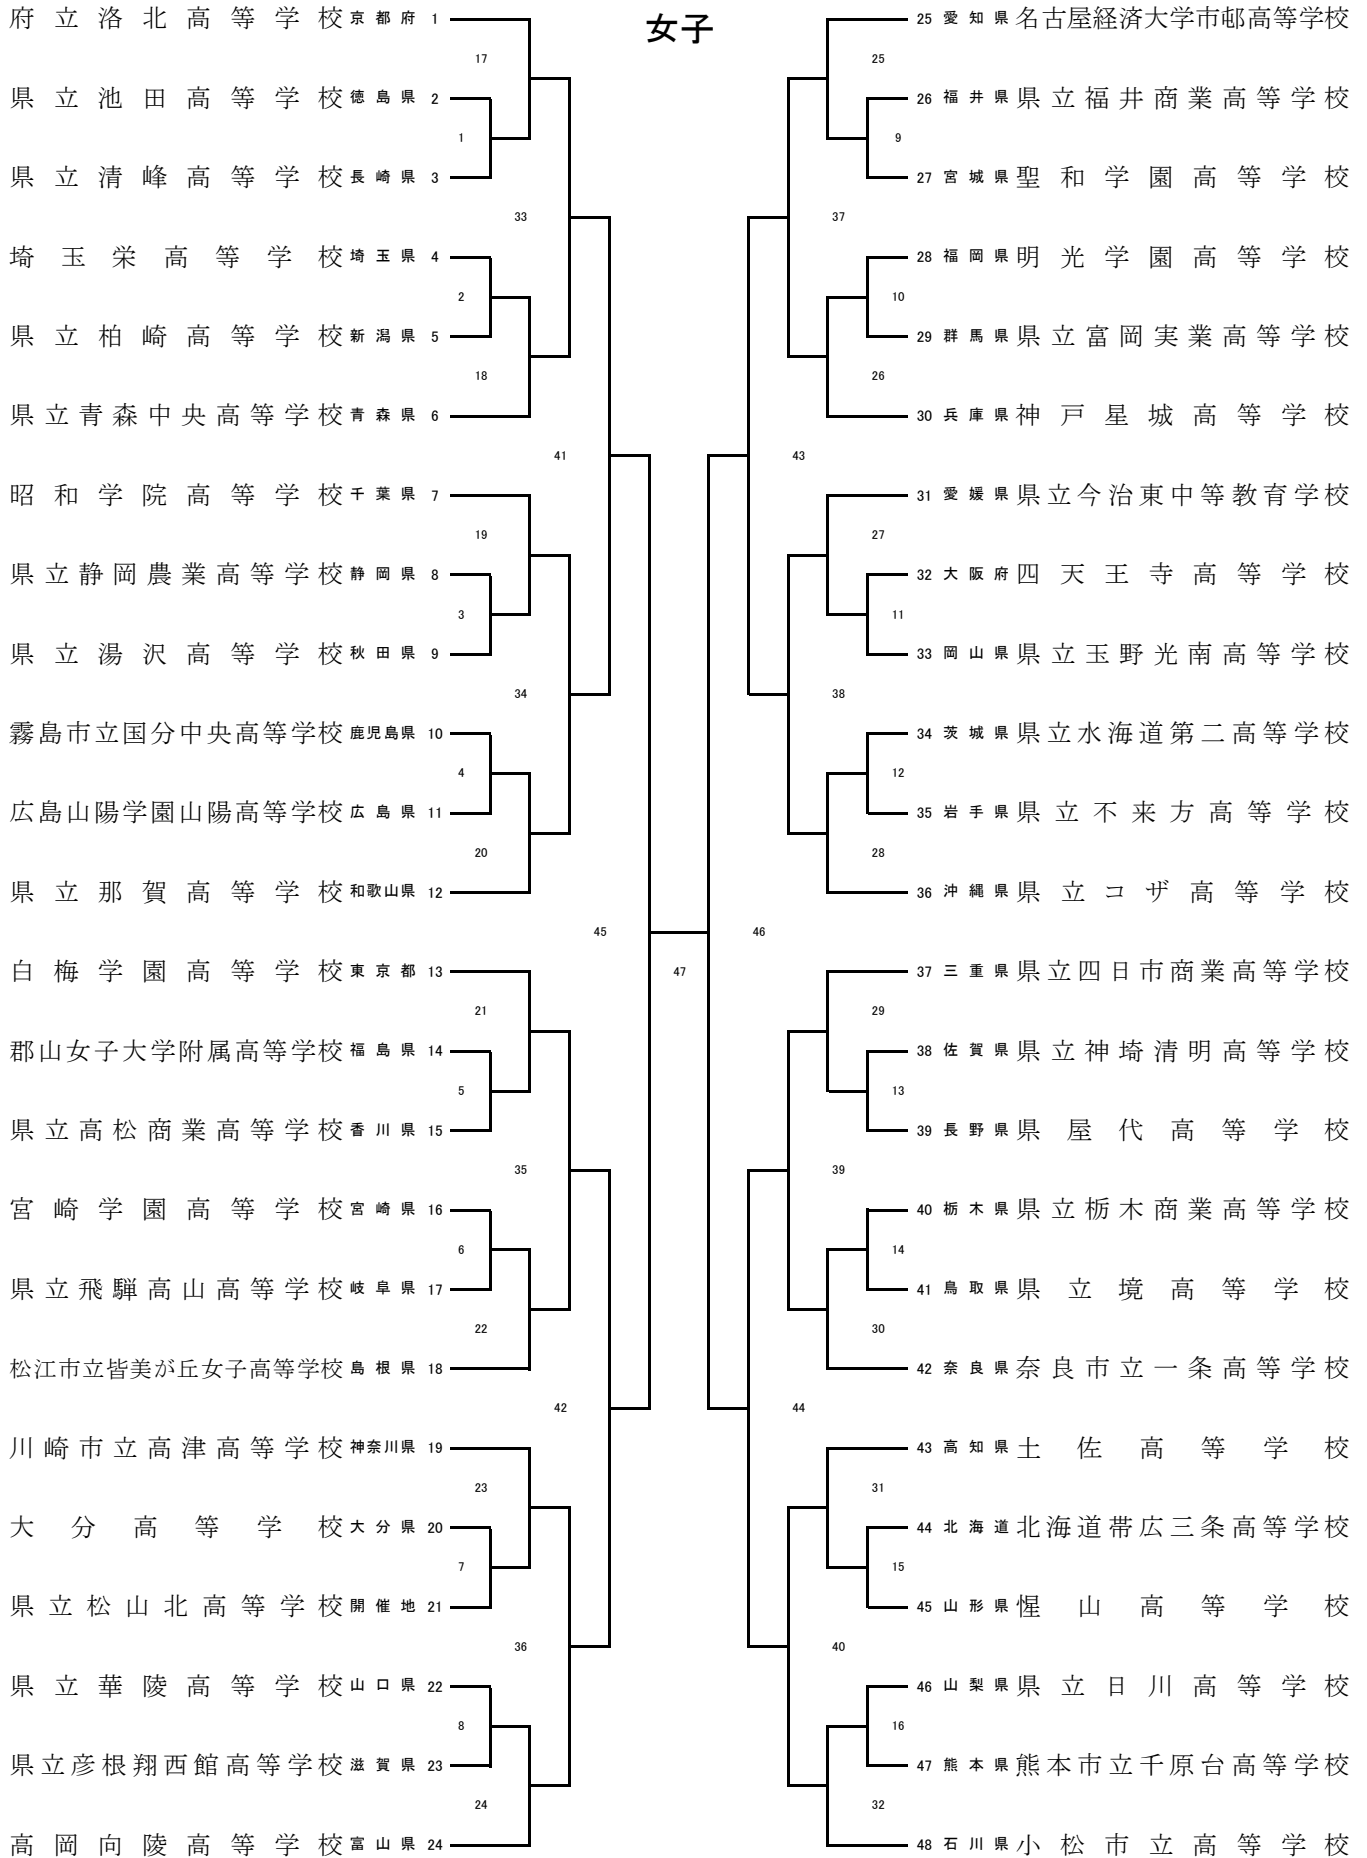 女子
府立洛北高等学校 京都府 1
17
県立池田高等学校 徳島県 2
1
県立清峰高等学校 長崎県 3
33
埼玉栄高等学校 埼玉県 4
2
県立柏崎高等学校 新潟県 5
18
県立青森中央高等学校 青森県 6
41
昭和学院高等学校 千葉県 7
19
県立静岡農業高等学校 静岡県 8
3
県立湯沢高等学校 秋田県 9
34
霧島市立国分中央高等学校 鹿児島県 10
4
広島山陽学園山陽高等学校 広島県 11
20
県立那賀高等学校 和歌山県 12
45
白梅学園高等学校 東京都 13
21
郡山女子大学附属高等学校 福島県 14
5
県立高松商業高等学校 香川県 15
35
宮崎学園高等学校 宮崎県 16
6
県立飛騨高山高等学校 岐阜県 17
22
松江市立皆美が丘女子高等学校 島根県 18
42
川崎市立高津高等学校 神奈川県 19
23
大分高等学校 大分県 20
7
県立松山北高等学校 開催地 21
36
県立華陵高等学校 山口県 22
8
県立彦根翔西館高等学校 滋賀県 23
24
高岡向陵高等学校 富山県 24
47
25 愛知県 名古屋経済大学市邨高等学校
25
26 福井県 県立福井商業高等学校
9
27 宮城県 聖和学園高等学校
37
28 福岡県 明光学園高等学校
10
29 群馬県 県立富岡実業高等学校
26
30 兵庫県 神戸星城高等学校
43
31 愛媛県 県立今治東中等教育学校
27
32 大阪府 四天王寺高等学校
11
33 岡山県 県立玉野光南高等学校
38
34 茨城県 県立水海道第二高等学校
12
35 岩手県 県立不来方高等学校
28
36 沖縄県 県立コザ高等学校
46
37 三重県 県立四日市商業高等学校
29
38 佐賀県 県立神埼清明高等学校
13
39 長野県 県屋代高等学校
39
40 栃木県 県立栃木商業高等学校
14
41 鳥取県 県立境高等学校
30
42 奈良県 奈良市立一条高等学校
44
43 高知県 土佐高等学校
31
44 北海道 北海道帯広三条高等学校
15
45 山形県 惺山高等学校
40
46 山梨県 県立日川高等学校
16
47 熊本県 熊本市立千原台高等学校
32
48 石川県 小松市立高等学校